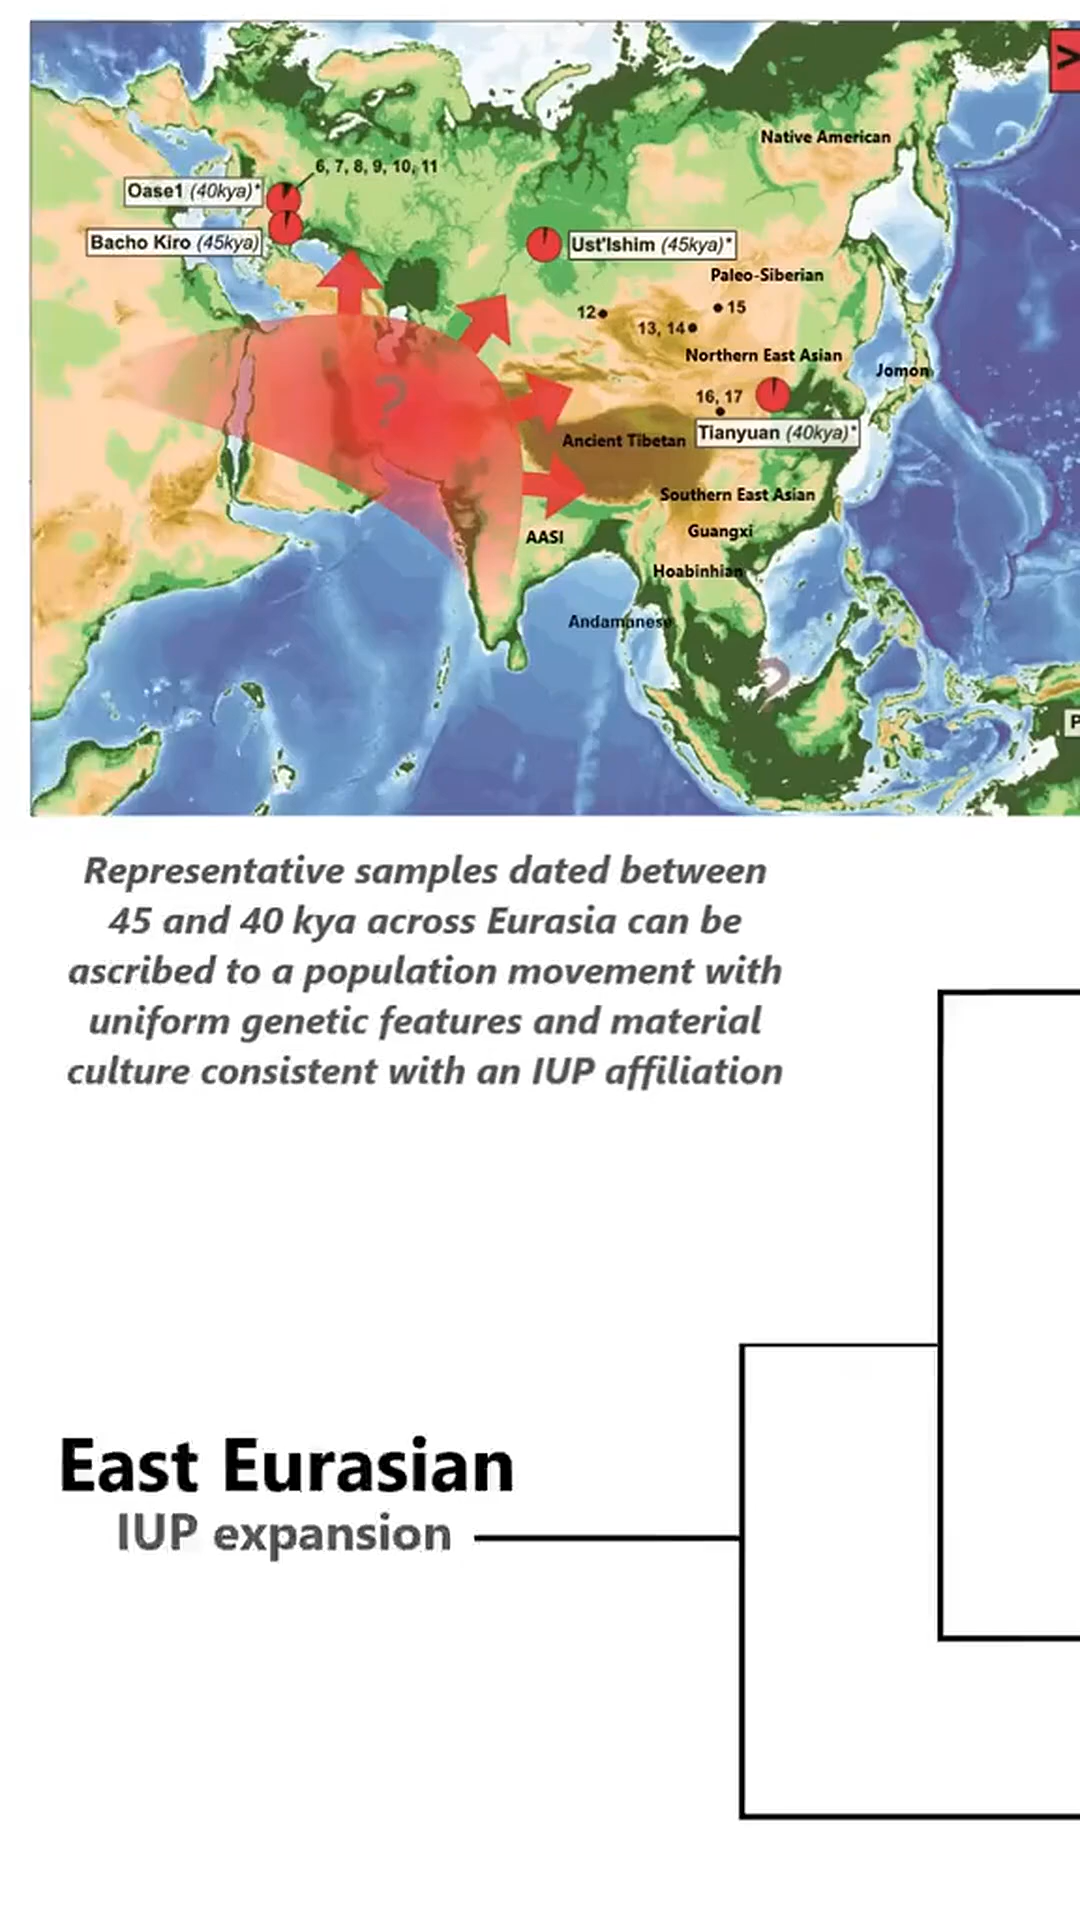 Native American
6, 7, 8, 9, 10, 11
Oase1 (40kya)*
Bacho Kiro (45kya)
Ust'Ishim (45kya)*
Paleo-Siberian
12
15
13, 14
Northern East Asian
Jomon
?
16, 17
Tianyuan (40kya)*
Ancient Tibetan
Southern East Asian
Guangxi
AASI
Hoabinhian
Andamanese
?
P
Representative samples dated between
45 and 40 kya across Eurasia can be
ascribed to a population movement with
uniform genetic features and material
culture consistent with an IUP affiliation
East Eurasian
IUP expansion